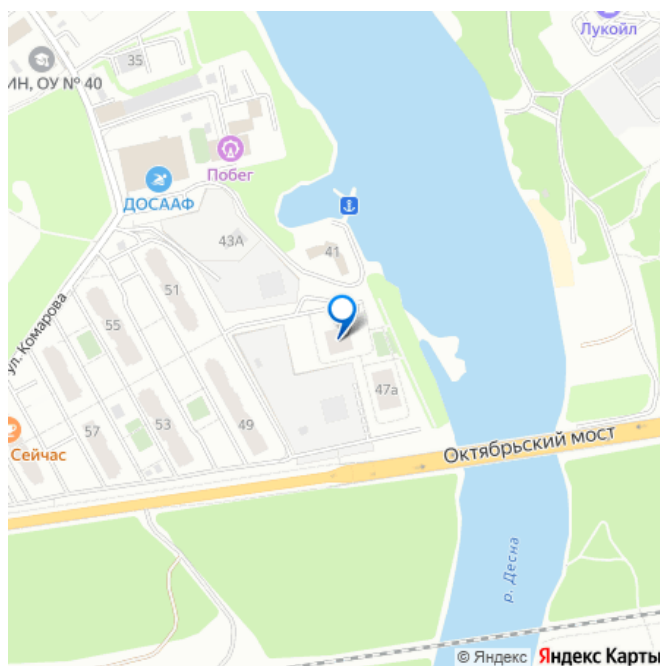 Лукойл
35
ИН, ОУ № 40
Побег
ДОСААФ
43А
41
51
ул. Комарова
55
47а
53
49
57
Сейчас
Октябрьский мост
р. Десна
© Яндекс Яндекс Карты